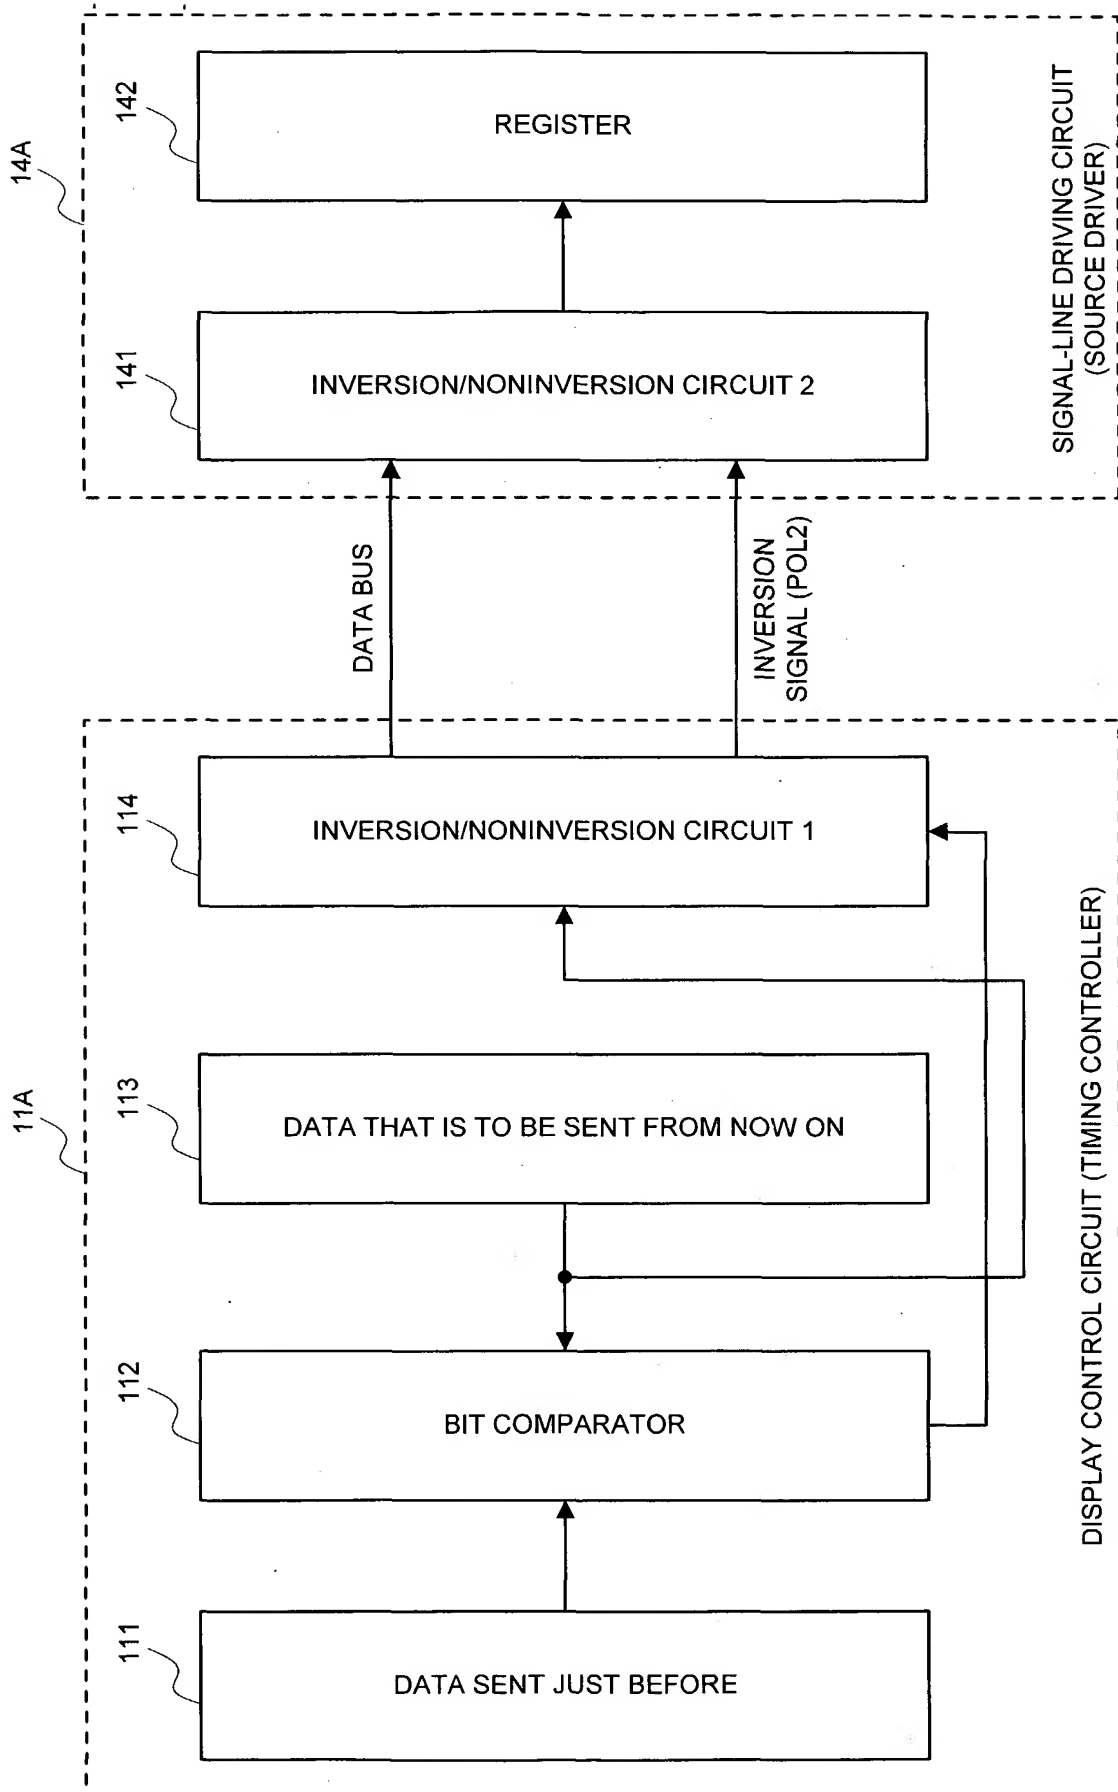 11A
111
DATA SENT JUST BEFORE
112
BIT COMPARATOR
113
DATA THAT IS TO BE SENT FROM NOW ON
114
INVERSION/NONINVERSION CIRCUIT 1
DISPLAY CONTROL CIRCUIT (TIMING CONTROLLER)
DATA BUS
INVERSION
SIGNAL (POL2)
14A
141
INVERSION/NONINVERSION CIRCUIT 2
142
REGISTER
SIGNAL-LINE DRIVING CIRCUIT
(SOURCE DRIVER)